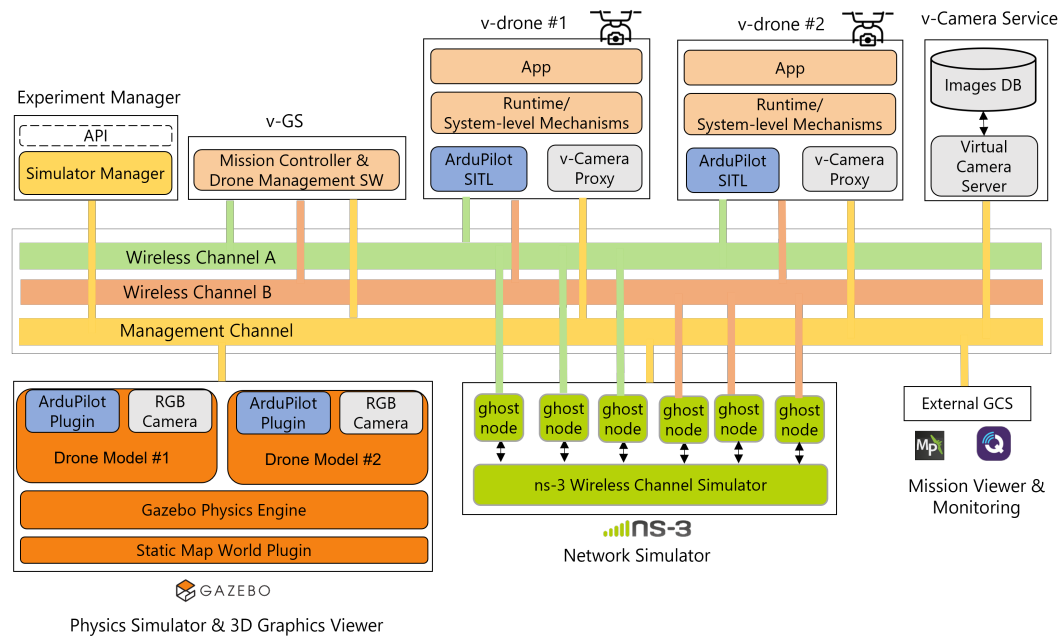 v-drone #1
v-drone #2
v-Camera Service
Experiment Manager
API
Simulator Manager
v-GS
Mission Controller &
Drone Management SW
App
Runtime/
System-level Mechanisms
ArduPilot
SITL
v-Camera
Proxy
App
Runtime/
System-level Mechanisms
ArduPilot
SITL
v-Camera
Proxy
Images DB
Virtual
Camera
Server
Wireless Channel A
Wireless Channel B
Management Channel
ArduPilot
Plugin
RGB
Camera
Drone Model #1
ArduPilot
Plugin
RGB
Camera
Drone Model #2
Gazebo Physics Engine
Static Map World Plugin
GAZEBO
Physics Simulator & 3D Graphics Viewer
ghost
node
ghost
node
ghost
node
ghost
node
ghost
node
ghost
node
ns-3 Wireless Channel Simulator
ns-3
Network Simulator
External GCS
Mp
Mission Viewer &
Monitoring